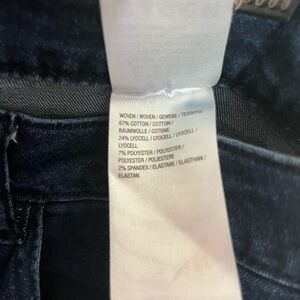 WOVEN / WOVEN / GEWEBE / TESSUTO
67% COTTON / COTTON /
BAUMWOLLE / COTONE
24% LYOCELL / LYOCELL / LYOCELL /
LYOCELL
7% POLYESTER / POLYESTER /
POLYESTER / POLIESTERE
2% SPANDEX / ELASTANE / ELASTHAN /
ELASTAN